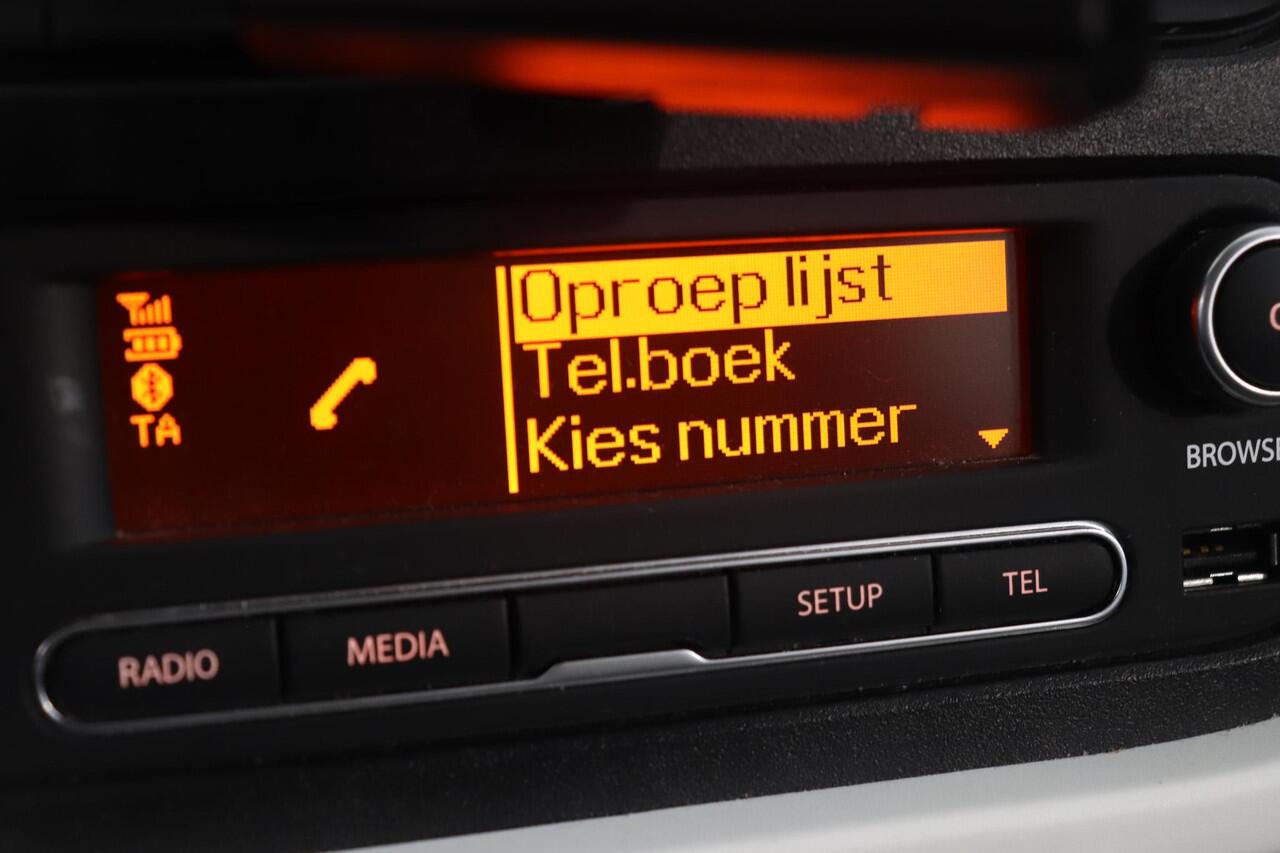 Oproep lijst
Tel.boek
Kies nummer
TA
BROWSE
RADIO
MEDIA
SETUP
TEL